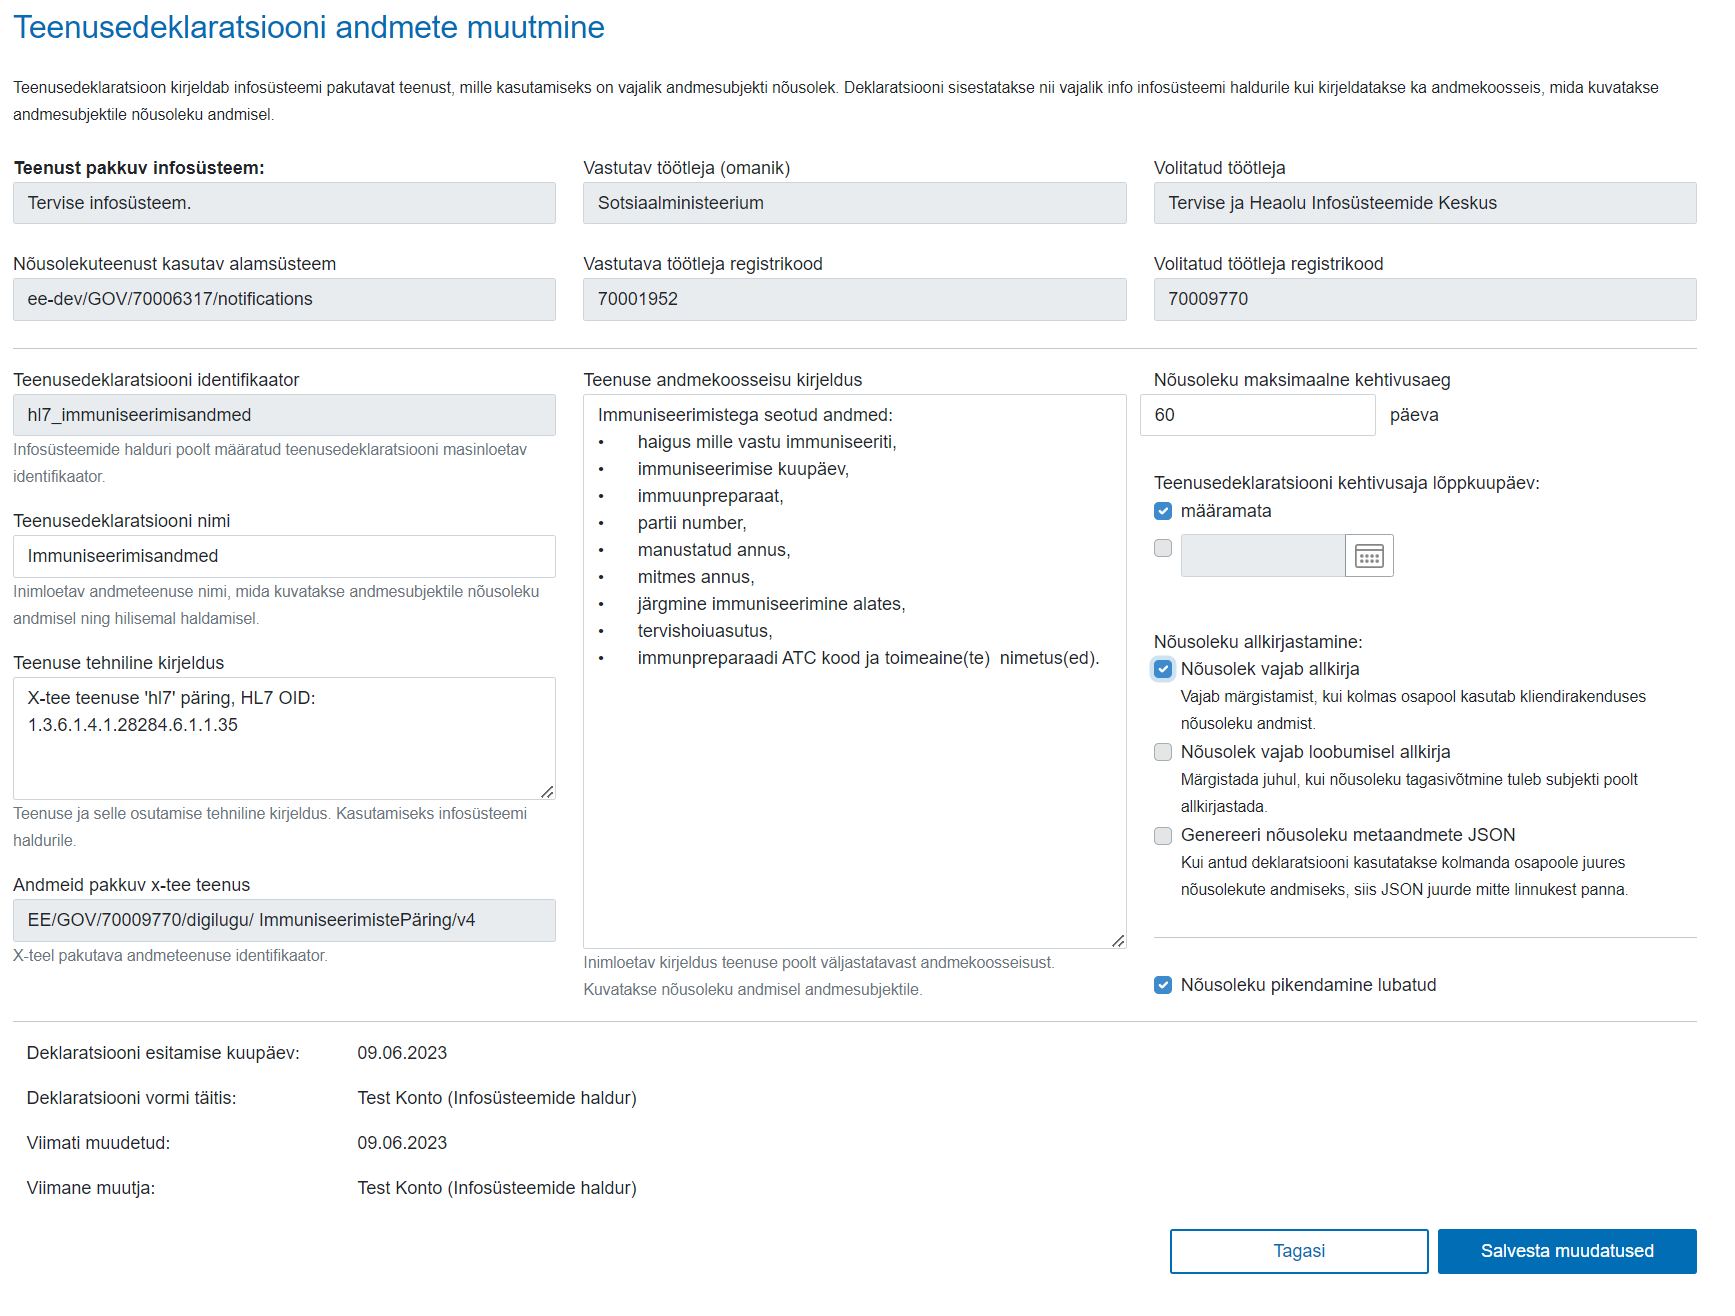 Teenusedeklaratsiooni andmete muutmine
Teenusedeklaratsioon kirjeldab infosüsteemi pakutavat teenust, mille kasutamiseks on vajalik andmesubjekti nõusolek. Deklaratsiooni sisestatakse nii vajalik info infosüsteemi haldurile kui kirjeldatakse ka andmekoosseis, mida kuvatakse
andmesubjektile nõusoleku andmisel.
Teenust pakkuv infosüsteem:
Tervise infosüsteem.
Vastutav töötleja (omanik)
Sotsiaalministeerium
Volitatud töötleja
Tervise ja Heaolu Infosüsteemide Keskus
Nõusolekuteenust kasutav alamsüsteem
ee-dev/GOV/70006317/notifications
Vastutava töötleja registrikood
70001952
Volitatud töötleja registrikood
70009770
Teenusedeklaratsiooni identifikaator
hl7_immuniseerimisandmed
Infosüsteemide halduri poolt määratud teenusedeklaratsiooni masinloetav
identifikaator.
Teenusedeklaratsiooni nimi
Immuniseerimisandmed
Inimloetav andmeteenuse nimi, mida kuvatakse andmesubjektile nõusoleku
andmisel ning hilisemal haldamisel.
Teenuse tehniline kirjeldus
X-tee teenuse 'hl7' päring, HL7 OID:
1.3.6.1.4.1.28284.6.1.1.35
Teenuse ja selle osutamise tehniline kirjeldus. Kasutamiseks infosüsteemi
haldurile.
Andmeid pakkuv x-tee teenus
EE/GOV/70009770/digilugu/ ImmuniseerimistePäring/v4
X-teel pakutava andmeteenuse identifikaator.
Teenuse andmekoosseisu kirjeldus
Immuniseerimistega seotud andmed:
• haigus mille vastu immuniseeriti,
• immuniseerimise kuupäev,
• immuunpreparaat,
• partii number,
• manustatud annus,
• mitmes annus,
• järgmine immuniseerimine alates,
• tervishoiuasutus,
• immunpreparaadi ATC kood ja toimeaine(te) nimetus(ed).
Inimloetav kirjeldus teenuse poolt väljastatavast andmekoosseisust.
Kuvatakse nõusoleku andmisel andmesubjektile.
Nõusoleku maksimaalne kehtivusaeg
60 päeva
Teenusedeklaratsiooni kehtivusaja lõppkuupäev:
määramata
Nõusoleku allkirjastamine:
Nõusolek vajab allkirja
Vajab märgistamist, kui kolmas osapool kasutab kliendirakenduses
nõusoleku andmist.
Nõusolek vajab loobumisel allkirja
Märgistada juhul, kui nõusoleku tagasivõtmine tuleb subjekti poolt
allkirjastada.
Genereeri nõusoleku metaandmete JSON
Kui antud deklaratsiooni kasutatakse kolmanda osapoole juures
nõusolekute andmiseks, siis JSON juurde mitte linnukest panna.
Nõusoleku pikendamine lubatud
Deklaratsiooni esitamise kuupäev: 09.06.2023
Deklaratsiooni vormi täitis: Test Konto (Infosüsteemide haldur)
Viimati muudetud: 09.06.2023
Viimane muutja: Test Konto (Infosüsteemide haldur)
Tagasi
Salvesta muudatused